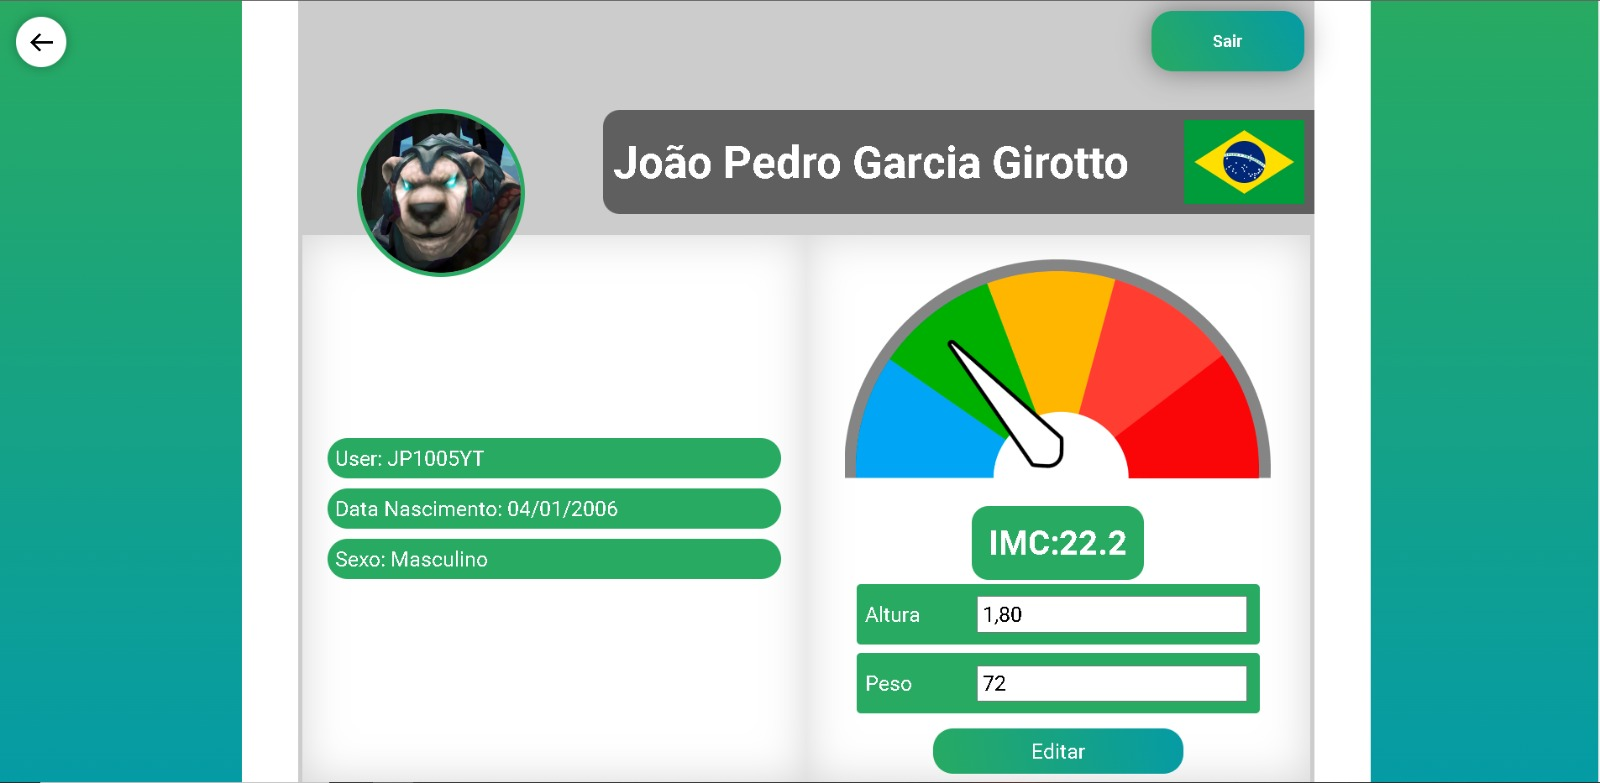 Sair
João Pedro Garcia Girotto
User: JP1005YT
Data Nascimento: 04/01/2006
Sexo: Masculino
IMC:22.2
Altura 1,80
Peso 72
Editar